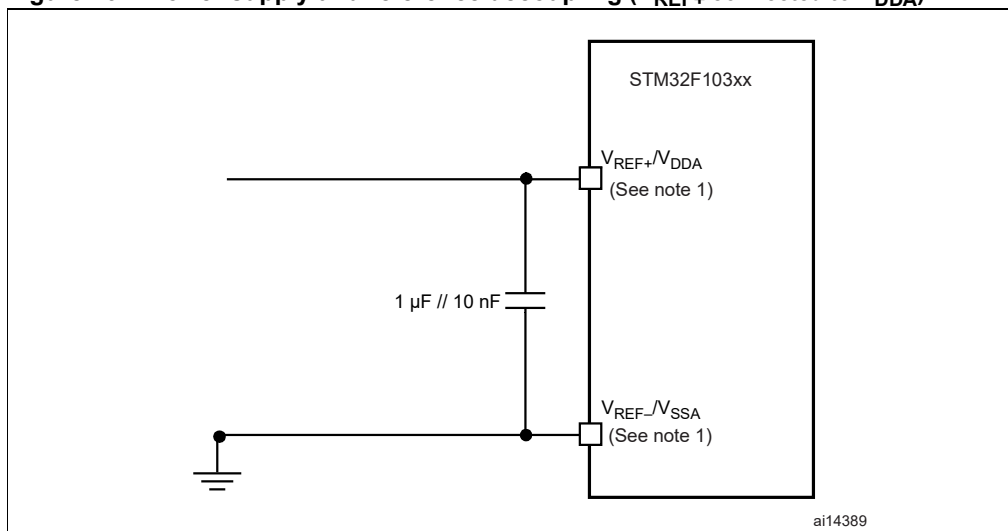 STM32F103xx
VREF+/VDDA
(See note 1)
1 µF // 10 nF
VREF–/VSSA
(See note 1)
ai14389